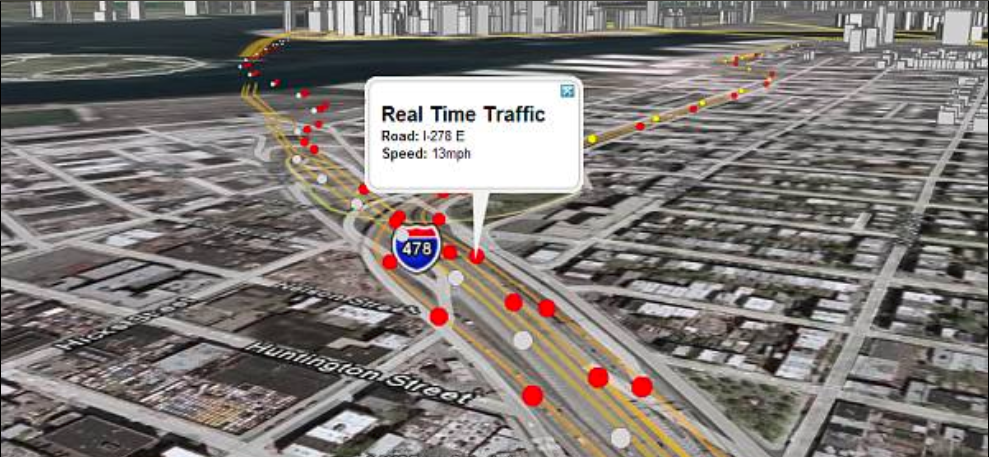 Real Time Traffic
Road: I-278 E
Speed: 13mph
478
Huntington Street